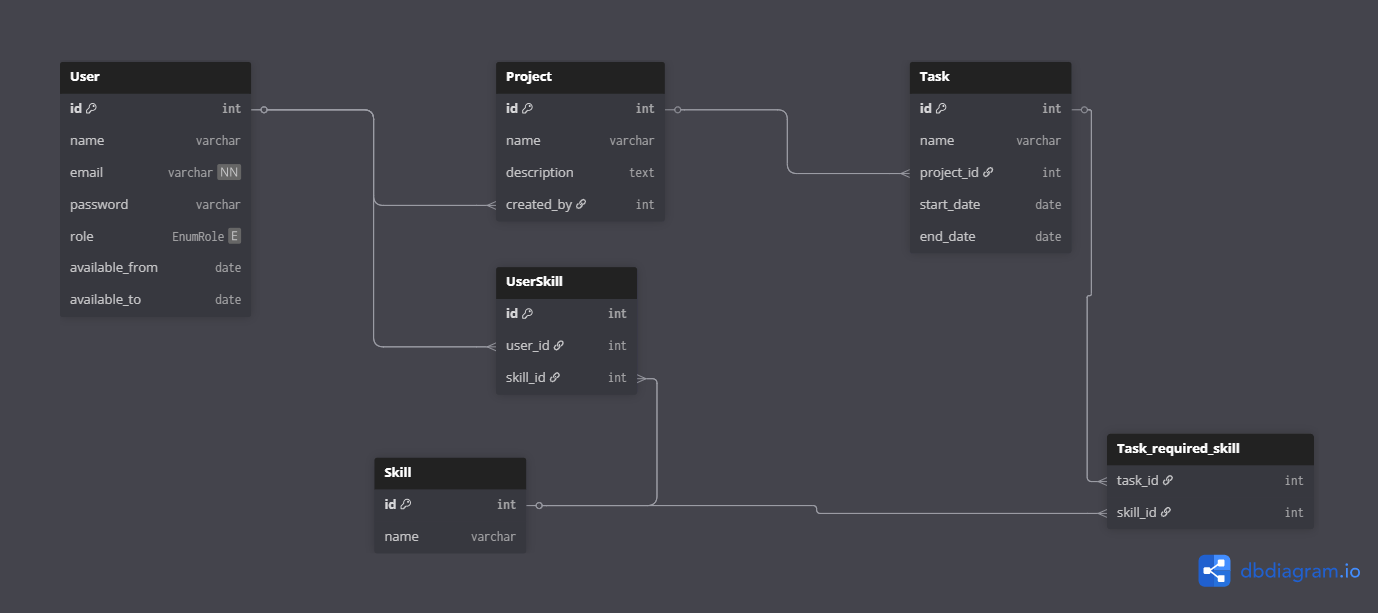 User
id int
name varchar
email varchar NN
password varchar
role EnumRole E
available_from date
available_to date
Project
id int
name varchar
description text
created_by int
Task
id int
name varchar
project_id int
start_date date
end_date date
UserSkill
id int
user_id int
skill_id int
Skill
id int
name varchar
Task_required_skill
task_id int
skill_id int
dbdiagram.io